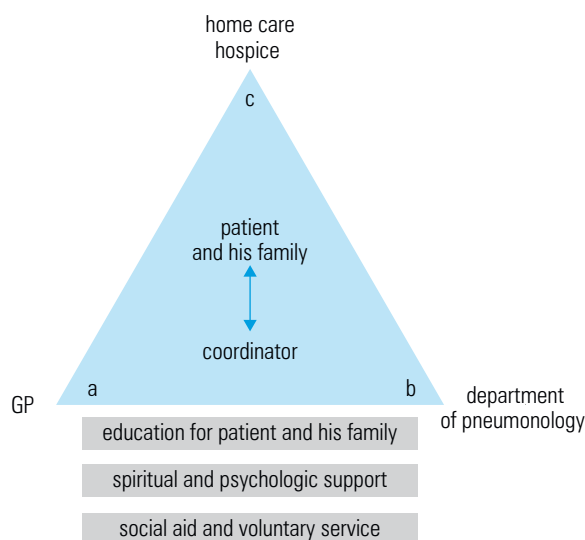 home care
hospice
c
patient
and his family
coordinator
a
b
GP
department
of pneumonology
education for patient and his family
spiritual and psychologic support
social aid and voluntary service